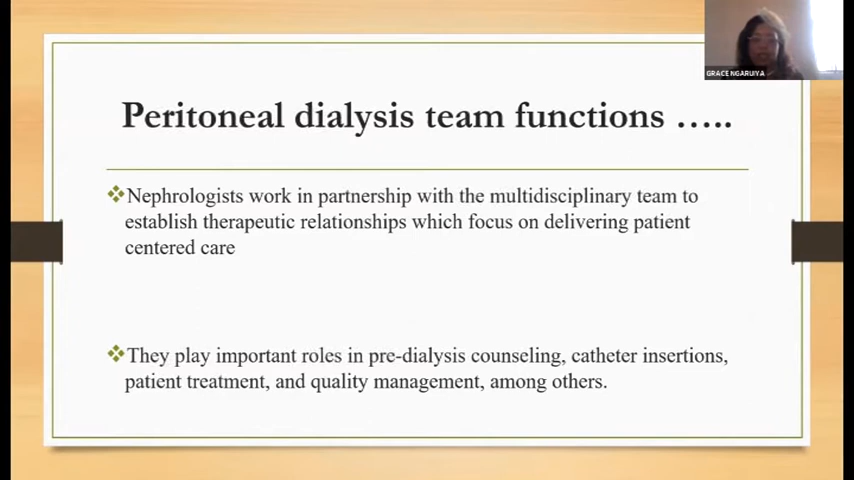 GRACE NGARUIYA
Peritoneal dialysis team functions …..
Nephrologists work in partnership with the multidisciplinary team to
establish therapeutic relationships which focus on delivering patient
centered care
They play important roles in pre-dialysis counseling, catheter insertions,
patient treatment, and quality management, among others.